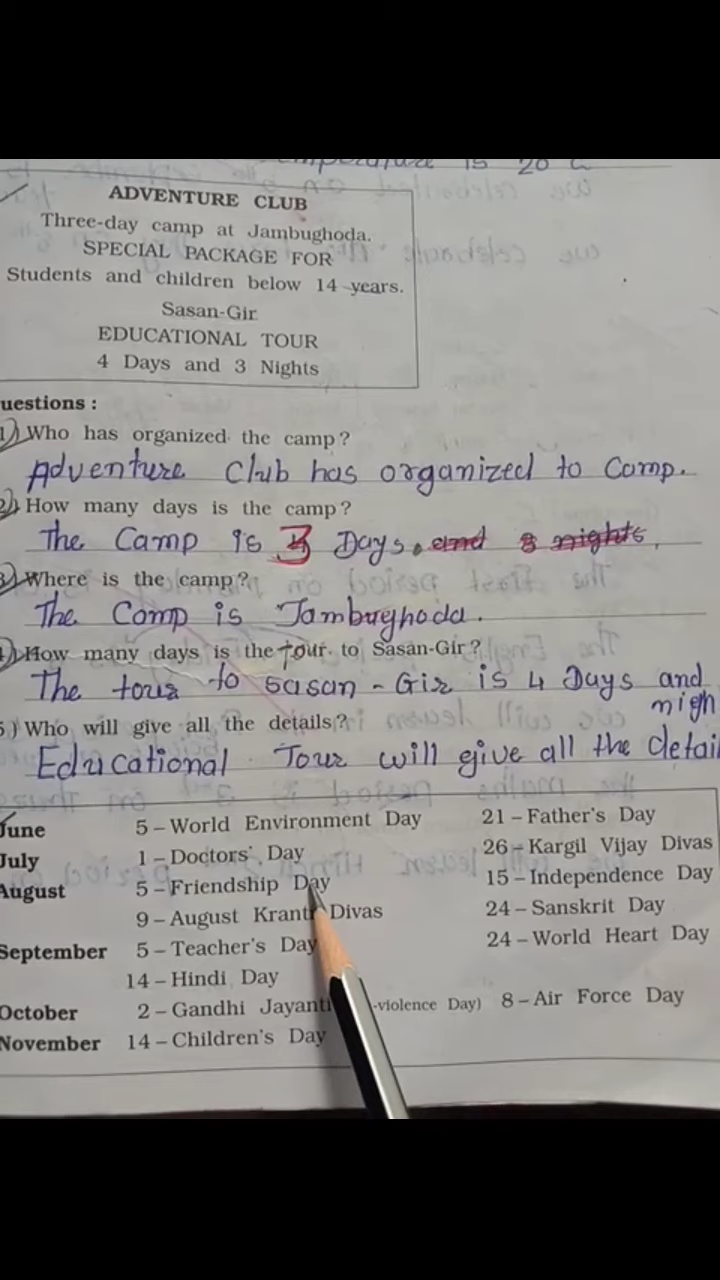 is 20
ADVENTURE CLUB
Three-day camp at Jambughoda.
SPECIAL PACKAGE FOR
Students and children below 14 years.
Sasan-Gir
EDUCATIONAL TOUR
4 Days and 3 Nights
uestions :
1) Who has organized the camp?
Adventure Club has organized to Camp.
2) How many days is the camp?
The Camp is 3 Days. and 3 nights.
3) Where is the camp?
The Comp is Jambughoda.
4) How many days is the tour to Sasan-Gir?
The tour to Sasan-Gir is 4 Days and
nigh
5) Who will give all the details?
Educational Tour will give all the detai
June 5 – World Environment Day 21 – Father's Day
July 1 – Doctors' Day 26 – Kargil Vijay Divas
August 5 – Friendship Day 15 – Independence Day
9 – August Kranti Divas 24 – Sanskrit Day
September 5 – Teacher's Day 24 – World Heart Day
14 – Hindi Day
October 2 – Gandhi Jayanti -violence Day) 8 – Air Force Day
November 14 – Children's Day